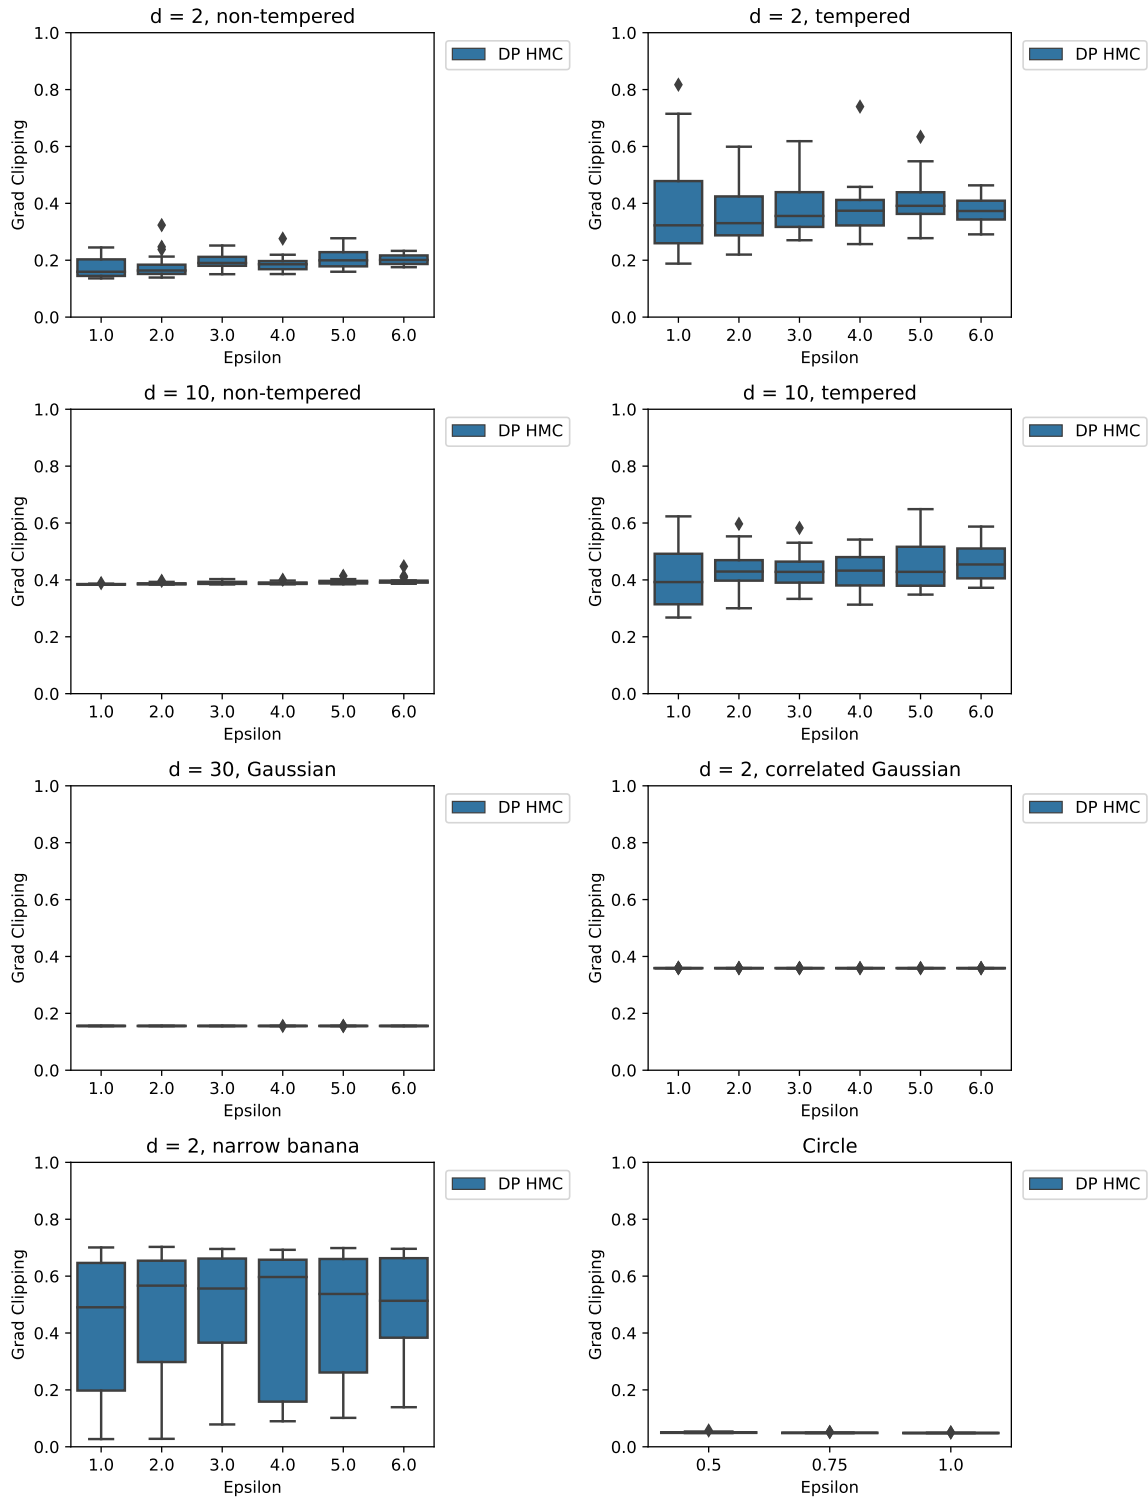 d = 2, non-tempered
1.0
0.8
0.6
0.4
0.2
0.0
Grad Clipping
1.0 2.0 3.0 4.0 5.0 6.0
Epsilon
DP HMC
d = 2, tempered
1.0
0.8
0.6
0.4
0.2
0.0
Grad Clipping
1.0 2.0 3.0 4.0 5.0 6.0
Epsilon
DP HMC
d = 10, non-tempered
1.0
0.8
0.6
0.4
0.2
0.0
Grad Clipping
1.0 2.0 3.0 4.0 5.0 6.0
Epsilon
DP HMC
d = 10, tempered
1.0
0.8
0.6
0.4
0.2
0.0
Grad Clipping
1.0 2.0 3.0 4.0 5.0 6.0
Epsilon
DP HMC
d = 30, Gaussian
1.0
0.8
0.6
0.4
0.2
0.0
Grad Clipping
1.0 2.0 3.0 4.0 5.0 6.0
Epsilon
DP HMC
d = 2, correlated Gaussian
1.0
0.8
0.6
0.4
0.2
0.0
Grad Clipping
1.0 2.0 3.0 4.0 5.0 6.0
Epsilon
DP HMC
d = 2, narrow banana
1.0
0.8
0.6
0.4
0.2
0.0
Grad Clipping
1.0 2.0 3.0 4.0 5.0 6.0
Epsilon
DP HMC
Circle
1.0
0.8
0.6
0.4
0.2
0.0
Grad Clipping
0.5 0.75 1.0
Epsilon
DP HMC